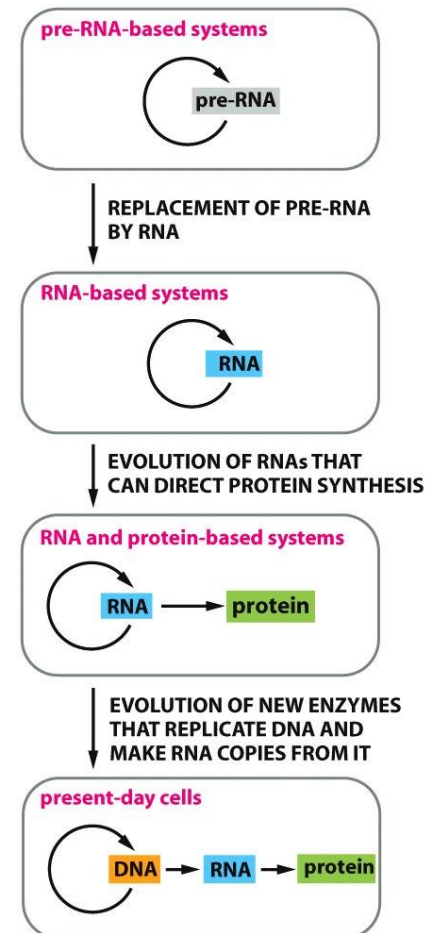 pre-RNA-based systems
pre-RNA
REPLACEMENT OF PRE-RNA
BY RNA
RNA-based systems
RNA
EVOLUTION OF RNAs THAT
CAN DIRECT PROTEIN SYNTHESIS
RNA and protein-based systems
RNA protein
EVOLUTION OF NEW ENZYMES
THAT REPLICATE DNA AND
MAKE RNA COPIES FROM IT
present-day cells
DNA RNA protein